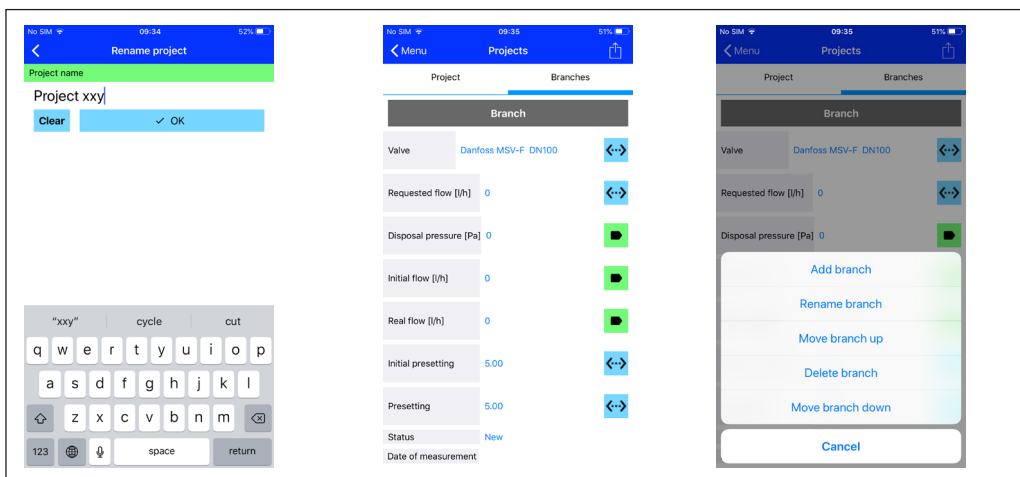 No SIM 09:34 52%
Rename project
Project name
Project xxy
Clear ✓ OK
"xxy" cycle cut
q w e r t y u i o p
a s d f g h j k l
z x c v b n m
123 space return
No SIM 09:35 51%
Menu Projects
Project Branches
Branch
Valve Danfoss MSV-F DN100
Requested flow [l/h] 0
Disposal pressure [Pa] 0
Initial flow [l/h] 0
Real flow [l/h] 0
Initial presetting 5.00
Presetting 5.00
Status New
Date of measurement
No SIM 09:35 51%
Menu Projects
Project Branches
Branch
Valve Danfoss MSV-F DN100
Requested flow [l/h] 0
Disposal pressure [Pa] 0
Add branch
Rename branch
Move branch up
Delete branch
Move branch down
Cancel